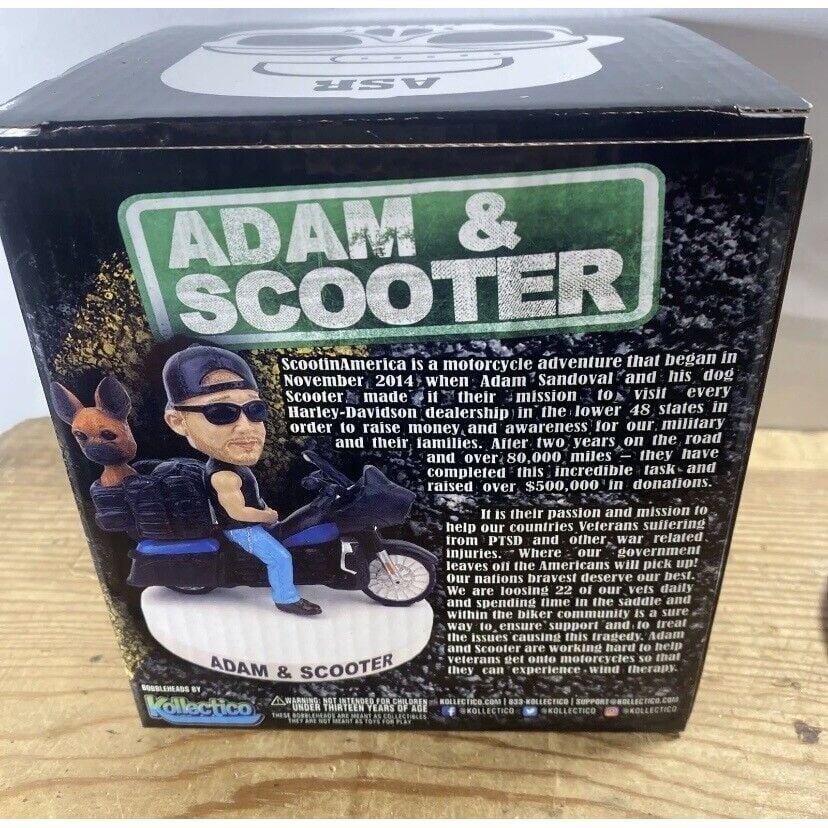 ASR
ADAM &
SCOOTER
ScootinAmerica is a motorcycle adventure that began in
November, 2014 when Adam Sandoval and his dog
Scooter made it their mission to visit every
Harley-Davidson dealership in the lower 48 states in
order to raise money and awareness for our military
and their families. After two years on the road
and over 80,000 miles — they have
completed this incredible task and
raised over $500,000 in donations.
It is their passion and mission to
help our countries Veterans suffering
from PTSD and other war related
injuries. Where our government
leaves off the Americans will pick up!
Our nations bravest deserve our best.
We are loosing 22 of our vets daily
and spending time in the saddle and
within the biker community is a sure
way to ensure support and to treat
the issues causing this tragedy. Adam
and Scooter are working hard to help
veterans get onto motorcycles so that
they can experience wind therapy.
ADAM & SCOOTER
BOBBLEHEADS BY
Kollectico
WARNING: NOT INTENDED FOR CHILDREN
UNDER THIRTEEN YEARS OF AGE
THESE BOBBLEHEADS ARE MEANT AS COLLECTIBLES
THEY ARE NOT MEANT AS TOYS FOR PLAY
KOLLECTICO.COM | 833-KOLLECTICO | SUPPORT@KOLLECTICO.COM
@KOLLECTICO @KOLLECTICO @KOLLECTICO